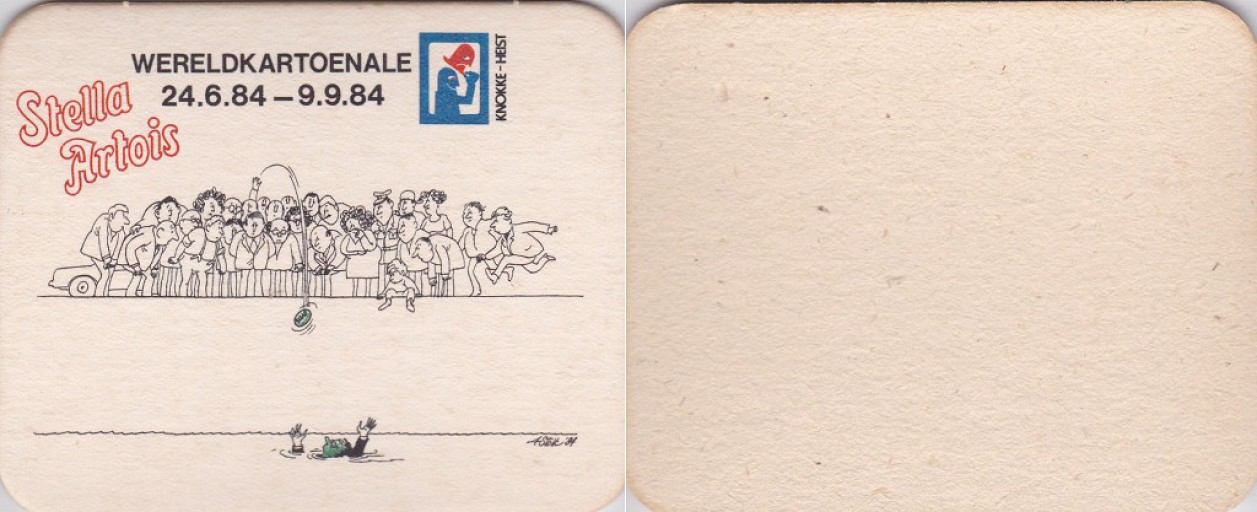 WERELDKARTOENALE
24.6.84 – 9.9.84
Stella
Artois
KNOKKE - HEIST